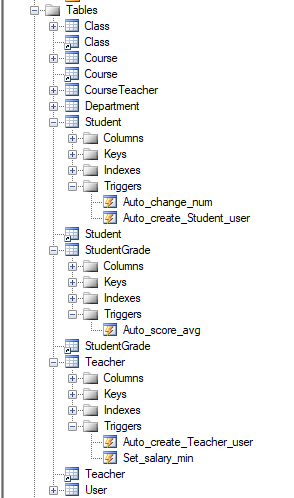 Tables
Class
Class
Course
Course
CourseTeacher
Department
Student
Columns
Keys
Indexes
Triggers
Auto_change_num
Auto_create_Student_user
Student
StudentGrade
Columns
Keys
Indexes
Triggers
Auto_score_avg
StudentGrade
Teacher
Columns
Keys
Indexes
Triggers
Auto_create_Teacher_user
Set_salary_min
Teacher
User